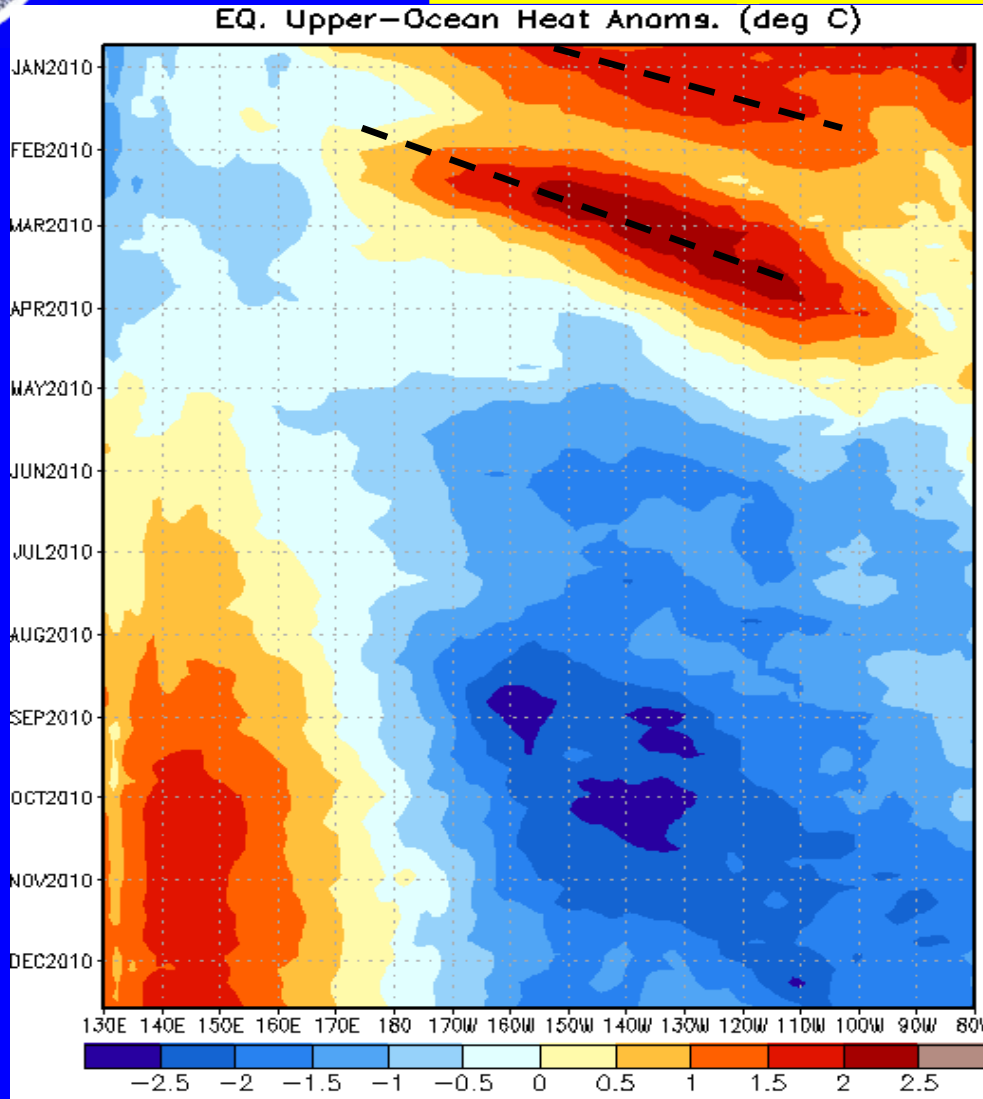 EQ. Upper-Ocean Heat Anoms. (deg C)
JAN2010
FEB2010
MAR2010
APR2010
MAY2010
JUN2010
JUL2010
AUG2010
SEP2010
OCT2010
NOV2010
DEC2010
130E 140E 150E 160E 170E 180 170W 160W 150W 140W 130W 120W 110W 100W 90W 80W
-2.5 -2 -1.5 -1 -0.5 0 0.5 1 1.5 2 2.5